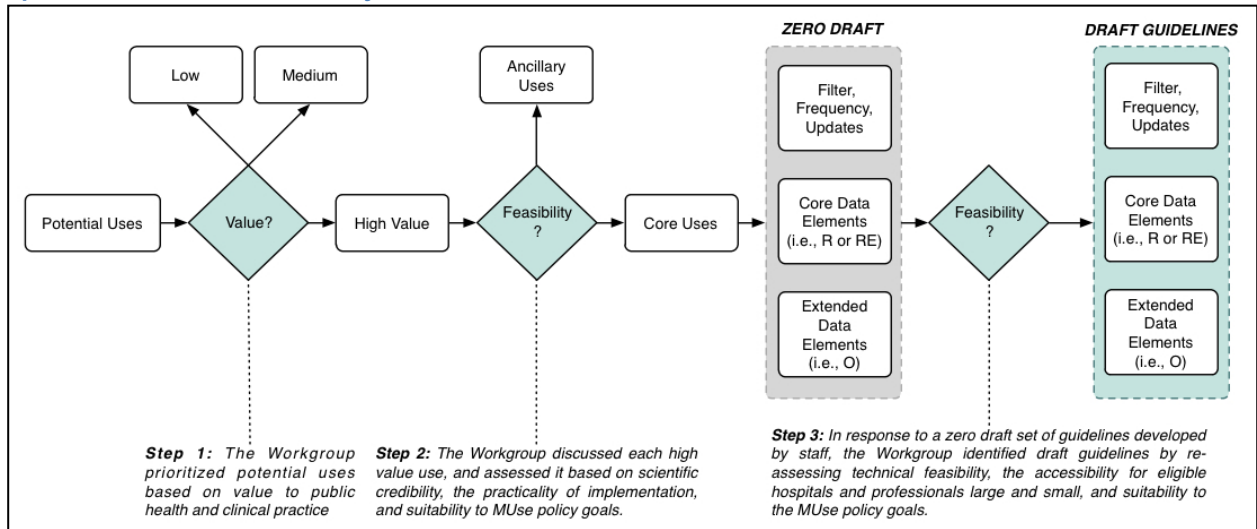 ZERO DRAFT
DRAFT GUIDELINES
Low
Medium
Ancillary
Uses
Filter,
Frequency,
Updates
Filter,
Frequency,
Updates
Potential Uses
Value?
High Value
Feasibility
?
Core Uses
Core Data
Elements
(i.e., R or RE)
Feasibility
?
Core Data
Elements
(i.e., R or RE)
Extended
Data
Elements
(i.e., O)
Extended
Data
Elements
(i.e., O)
Step 1: The Workgroup
prioritized potential uses
based on value to public
health and clinical practice
Step 2: The Workgroup discussed each high
value use, and assessed it based on scientific
credibility, the practicality of implementation,
and suitability to MUse policy goals.
Step 3: In response to a zero draft set of guidelines developed
by staff, the Workgroup identified draft guidelines by re-
assessing technical feasibility, the accessibility for eligible
hospitals and professionals large and small, and suitability to
the MUse policy goals.